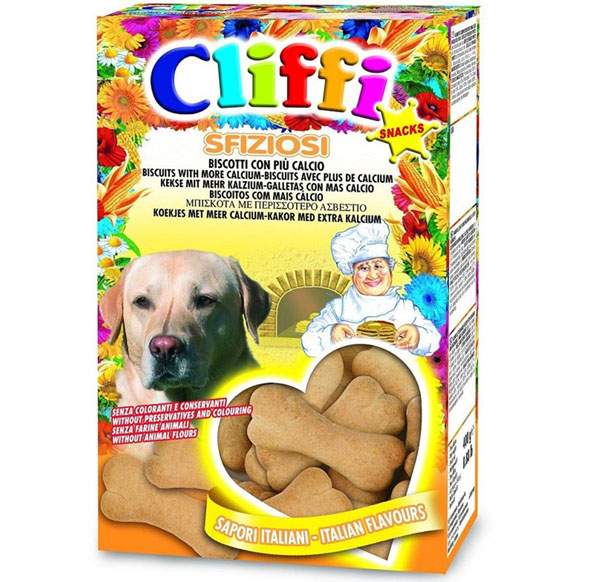 Cliffi
SNACKS
SFIZIOSI
BISCOTTI CON PIÙ CALCIO
BISCUITS WITH MORE CALCIUM-BISCUITS AVEC PLUS DE CALCIUM
KEKSE MIT MEHR KALZIUM-GALLETAS CON MAS CALCIO
BISCOITOS COM MAIS CÁLCIO
ΜΠΙΣΚΟΤΑ ΜΕ ΠΕΡΙΣΣΟΤΕΡΟ ΑΣΒΕΣΤΙΟ
KOEKJES MET MEER CALCIUM-KAKOR MED EXTRA KALCIUM
SENZA COLORANTI E CONSERVANTI
WITHOUT PRESERVATIVES AND COLOURING
SENZA FARINE ANIMALI
WITHOUT ANIMAL FLOURS
SAPORI ITALIANI - ITALIAN FLAVOURS
400 g